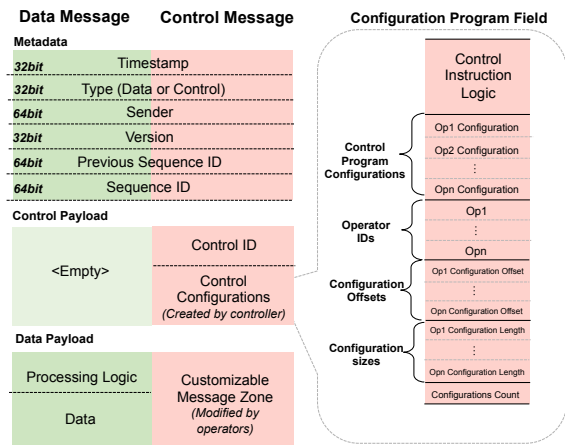 Data Message
Control Message
Metadata
32bit
Timestamp
32bit
Type (Data or Control)
64bit
Sender
32bit
Version
64bit
Previous Sequence ID
64bit
Sequence ID
Control Payload
<Empty>
Control ID
Control
Configurations
(Created by controller)
Data Payload
Processing Logic
Data
Customizable
Message Zone
(Modified by
operators)
Configuration Program Field
Control
Instruction
Logic
Control
Program
Configurations
Op1 Configuration
Op2 Configuration
⋮
Opn Configuration
Operator
IDs
Op1
⋮
Opn
Configuration
Offsets
Op1 Configuration Offset
⋮
Opn Configuration Offset
Configuration
sizes
Op1 Configuration Length
⋮
Opn Configuration Length
Configurations Count